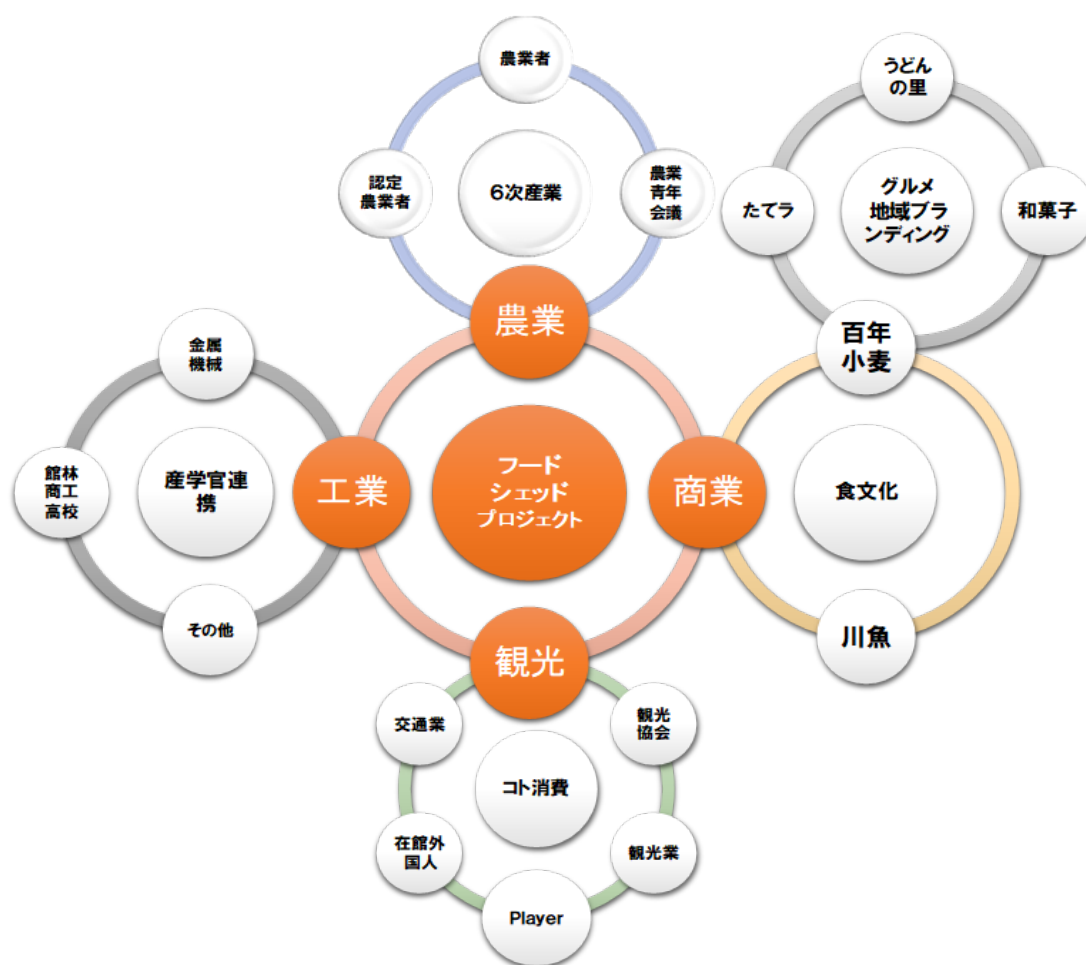 農業者
認定
農業者
6次産業
農業
青年
会議
農業
うどん
の里
たてラ
グルメ
地域ブラ
ンディング
和菓子
百年
小麦
金属
機械
館林
商工
高校
産学官連
携
工業
その他
フード
シェッド
プロジェクト
商業
食文化
川魚
観光
交通業
観光
協会
コト消費
在館外
国人
観光業
Player